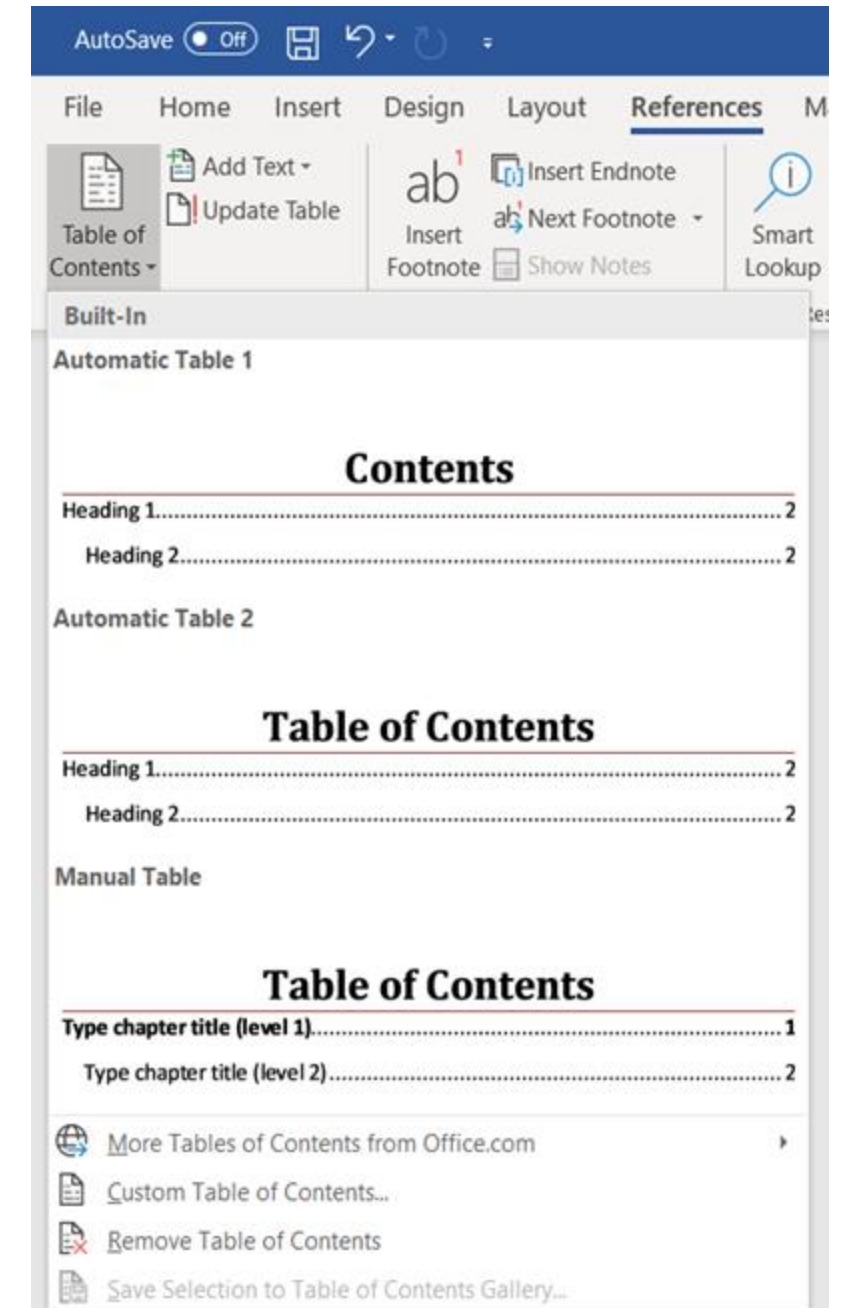 AutoSave Off
File Home Insert Design Layout References M
Table of Contents
Add Text
Update Table
ab1
Insert Footnote
Insert Endnote
ab1 Next Footnote
Show Notes
Smart Lookup
Built-In
Automatic Table 1
Contents
Heading 1........................................2
Heading 2........................................2
Automatic Table 2
Table of Contents
Heading 1........................................2
Heading 2........................................2
Manual Table
Table of Contents
Type chapter title (level 1)........................................1
Type chapter title (level 2)........................................2
More Tables of Contents from Office.com
Custom Table of Contents...
Remove Table of Contents
Save Selection to Table of Contents Gallery...